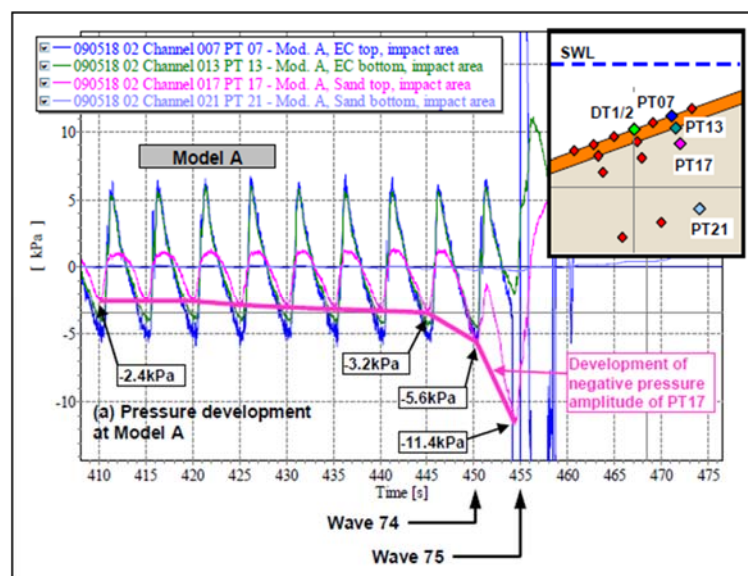 090518 02 Channel 007 PT 07 - Mod. A, EC top, impact area
090518 02 Channel 013 PT 13 - Mod. A, EC bottom, impact area
090518 02 Channel 017 PT 17 - Mod. A, Sand top, impact area
090518 02 Channel 021 PT 21 - Mod. A, Sand bottom, impact area
SWL
DT1/2
PT07
PT13
PT17
PT21
Model A
10
5
0
-5
-10
[ kPa ]
-2.4kPa
-3.2kPa
-5.6kPa
-11.4kPa
Development of
negative pressure
amplitude of PT17
(a) Pressure development
at Model A
410 415 420 425 430 435 440 445 450 455 460 465 470 475
Time [s]
Wave 74
Wave 75